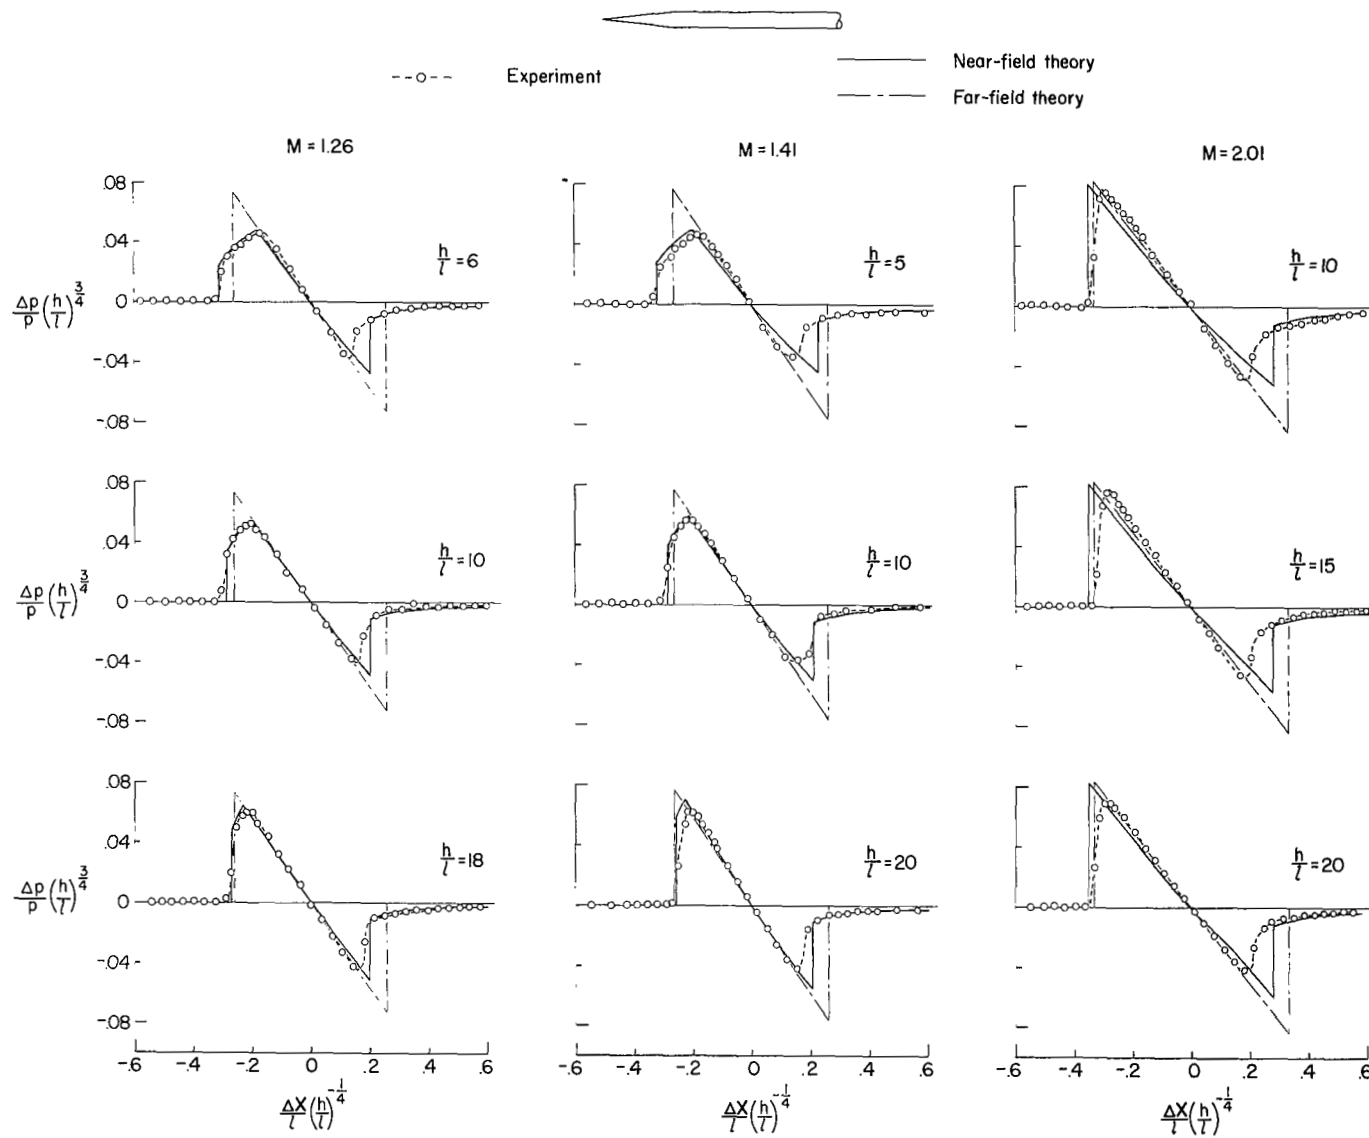 Experiment
Near-field theory
Far-field theory
M = 1.26
M = 1.41
M = 2.01
.08
.04
0
-.04
-.08
Δp/p (h/l)^3/4
h/l = 6
h/l = 5
h/l = 10
.08
.04
0
-.04
-.08
Δp/p (h/l)^3/4
h/l = 10
h/l = 10
h/l = 15
.08
.04
0
-.04
-.08
Δp/p (h/l)^3/4
h/l = 18
h/l = 20
h/l = 20
-.6 -.4 -.2 0 .2 .4 .6
-.6 -.4 -.2 0 .2 .4 .6
-.6 -.4 -.2 0 .2 .4 .6
ΔX/l (h/l)^-1/4
ΔX/l (h/l)^-1/4
ΔX/l (h/l)^-1/4